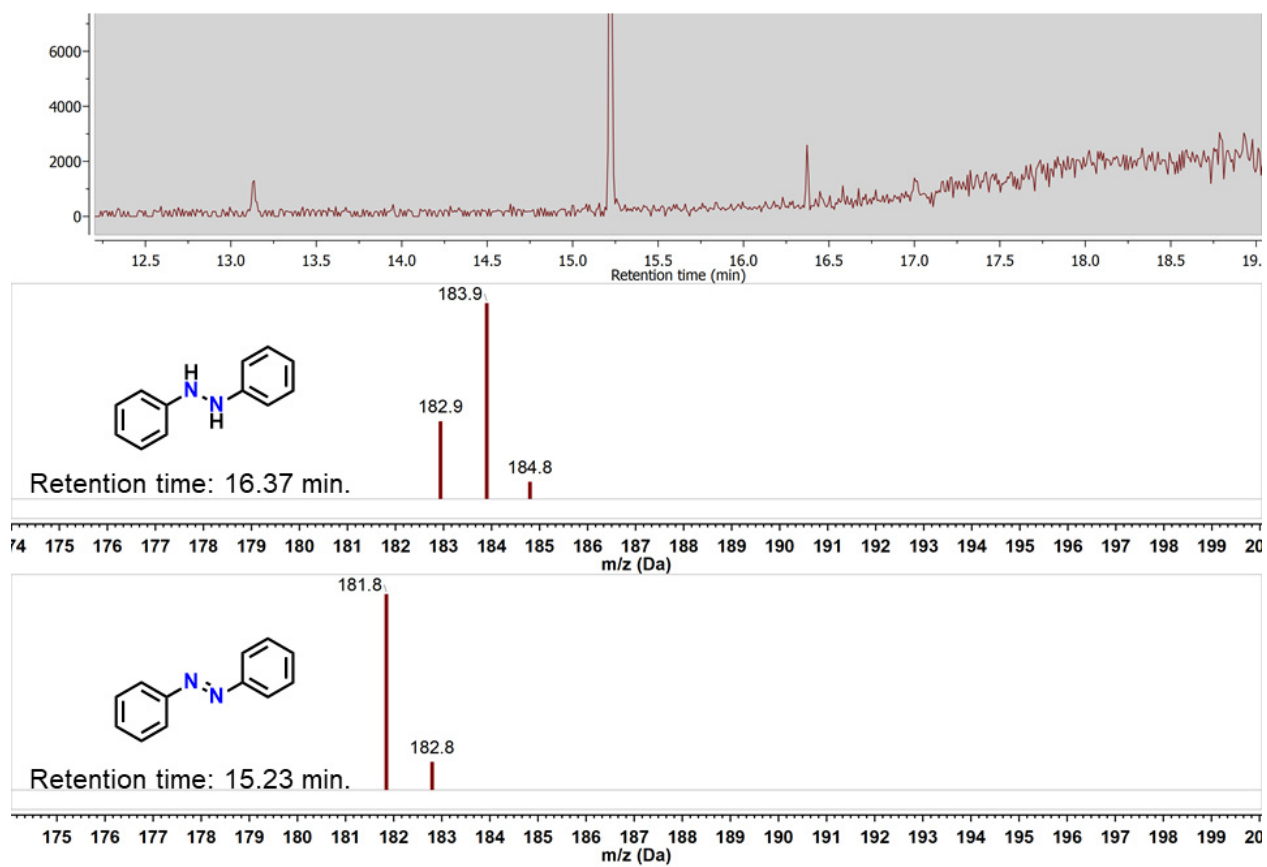 6000
4000
2000
0
12.5 13.0 13.5 14.0 14.5 15.0 15.5 16.0 16.5 17.0 17.5 18.0 18.5 19.
Retention time (min)
183.9
182.9
184.8
H
N
N
H
Retention time: 16.37 min.
74 175 176 177 178 179 180 181 182 183 184 185 186 187 188 189 190 191 192 193 194 195 196 197 198 199 20
m/z (Da)
181.8
182.8
N
N
Retention time: 15.23 min.
175 176 177 178 179 180 181 182 183 184 185 186 187 188 189 190 191 192 193 194 195 196 197 198 199 20
m/z (Da)